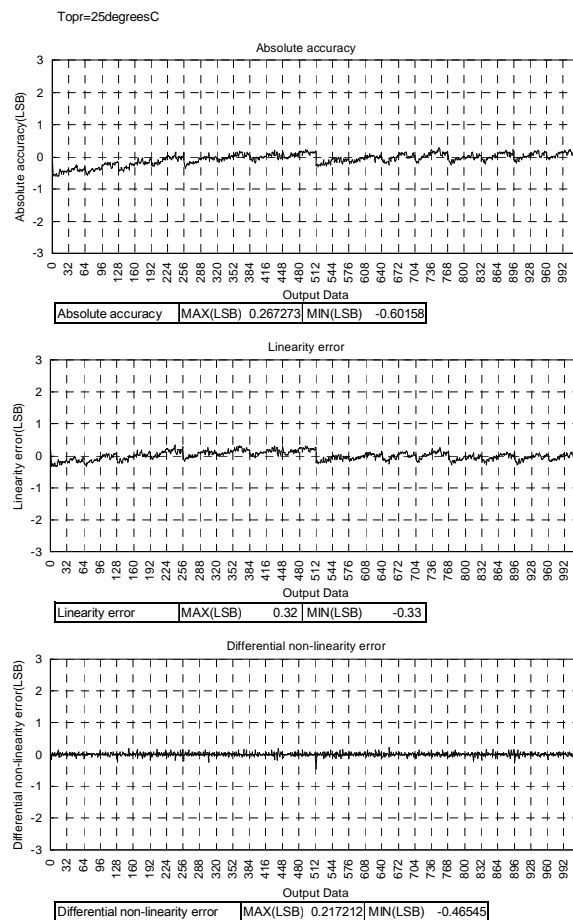 Topr=25degreesC
Absolute accuracy
Absolute accuracy(LSB)
3
2
1
0
-1
-2
-3
0 32 64 96 128 160 192 224 256 288 320 352 384 416 448 480 512 544 576 608 640 672 704 736 768 800 832 864 896 928 960 992
Output Data
Absolute accuracy MAX(LSB) 0.267273 MIN(LSB) -0.60158
Linearity error
Linearity error(LSB)
3
2
1
0
-1
-2
-3
0 32 64 96 128 160 192 224 256 288 320 352 384 416 448 480 512 544 576 608 640 672 704 736 768 800 832 864 896 928 960 992
Output Data
Linearity error MAX(LSB) 0.32 MIN(LSB) -0.33
Differential non-linearity error
Differential non-linearity error(LSB)
3
2
1
0
-1
-2
-3
0 32 64 96 128 160 192 224 256 288 320 352 384 416 448 480 512 544 576 608 640 672 704 736 768 800 832 864 896 928 960 992
Output Data
Differential non-linearity error MAX(LSB) 0.217212 MIN(LSB) -0.46545